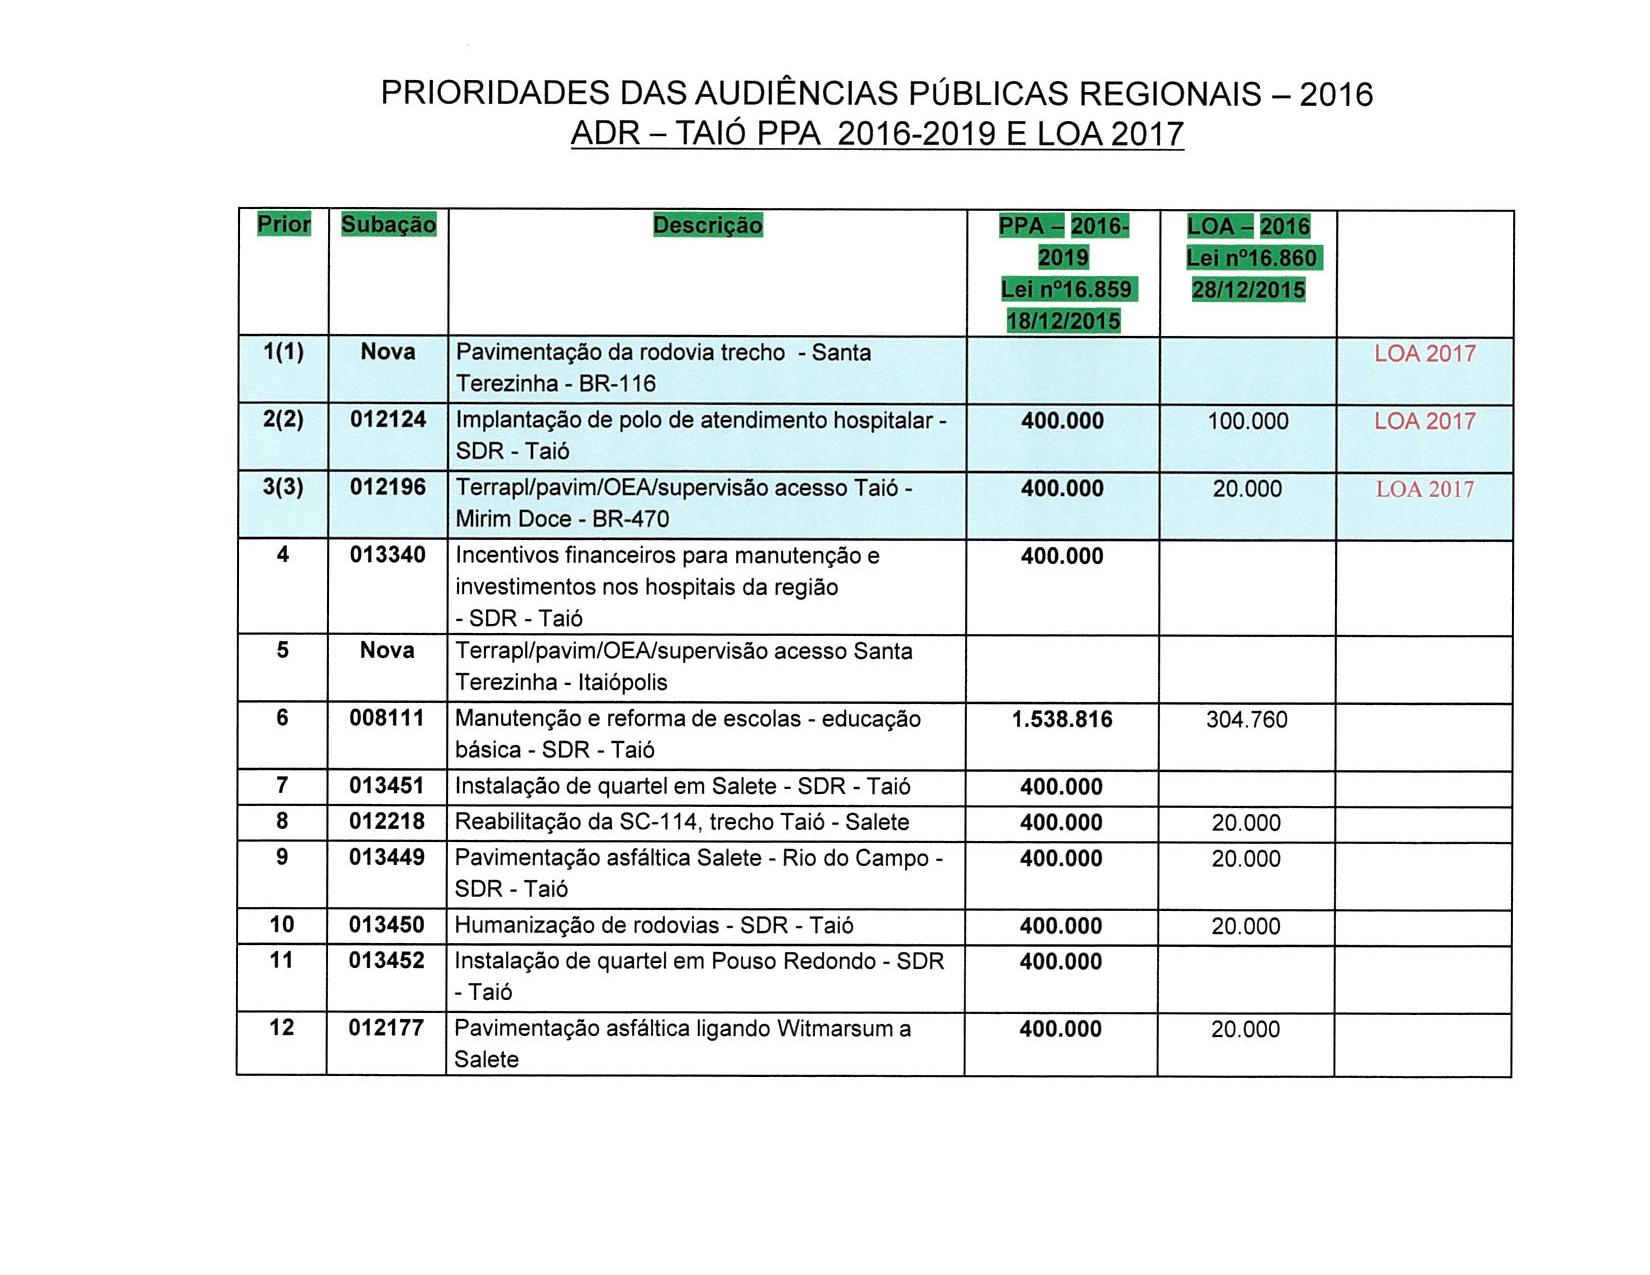 PRIORIDADES DAS AUDIÊNCIAS PÚBLICAS REGIONAIS – 2016
ADR – TAIÓ PPA 2016-2019 E LOA 2017
Prior Subação Descrição PPA – 2016- LOA – 2016
2019 Lei nº16.860
Lei nº16.859 28/12/2015
18/12/2015
1(1) Nova Pavimentação da rodovia trecho - Santa LOA 2017
Terezinha - BR-116
2(2) 012124 Implantação de polo de atendimento hospitalar - 400.000 100.000 LOA 2017
SDR - Taió
3(3) 012196 Terrapl/pavim/OEA/supervisão acesso Taió - 400.000 20.000 LOA 2017
Mirim Doce - BR-470
4 013340 Incentivos financeiros para manutenção e 400.000
investimentos nos hospitais da região
- SDR - Taió
5 Nova Terrapl/pavim/OEA/supervisão acesso Santa
Terezinha - Itaiópolis
6 008111 Manutenção e reforma de escolas - educação 1.538.816 304.760
básica - SDR - Taió
7 013451 Instalação de quartel em Salete - SDR - Taió 400.000
8 012218 Reabilitação da SC-114, trecho Taió - Salete 400.000 20.000
9 013449 Pavimentação asfáltica Salete - Rio do Campo - 400.000 20.000
SDR - Taió
10 013450 Humanização de rodovias - SDR - Taió 400.000 20.000
11 013452 Instalação de quartel em Pouso Redondo - SDR 400.000
- Taió
12 012177 Pavimentação asfáltica ligando Witmarsum a 400.000 20.000
Salete